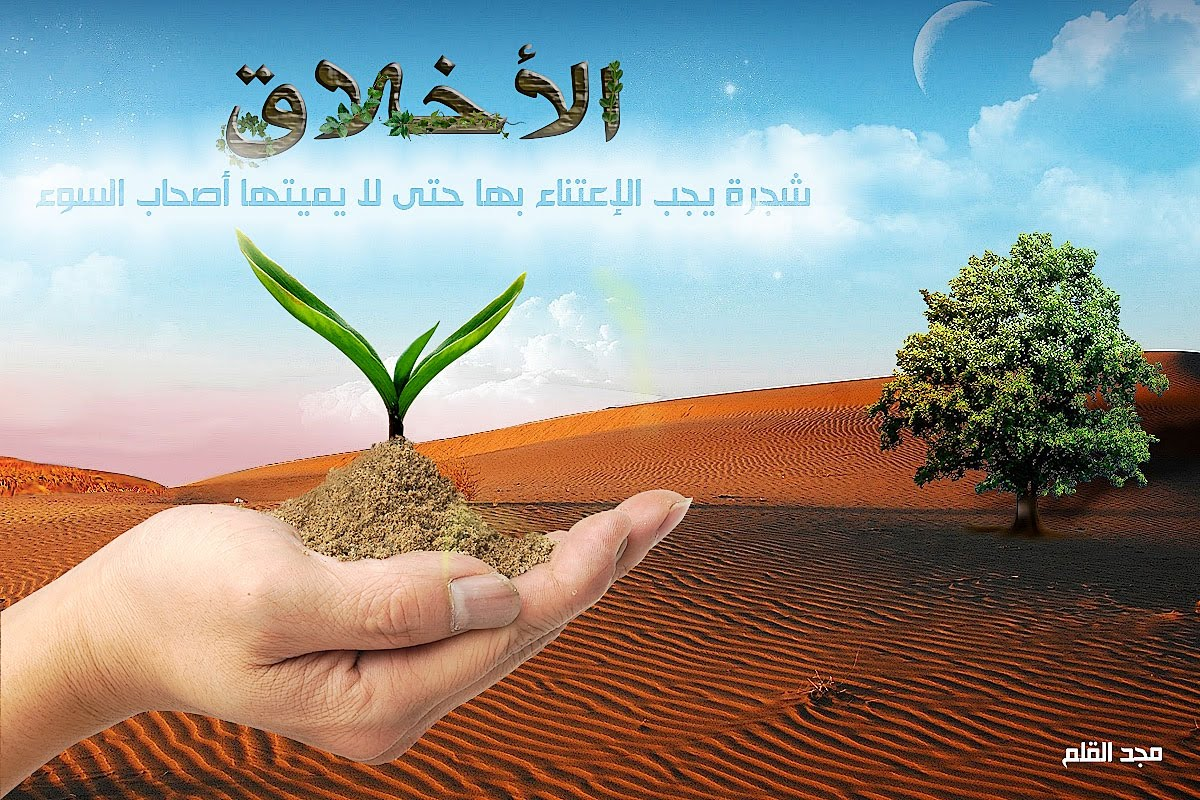 الأخلاق
شجرة يجب الإعتناء بها حتى لا يميتها أصحاب السوء
مجد القلم